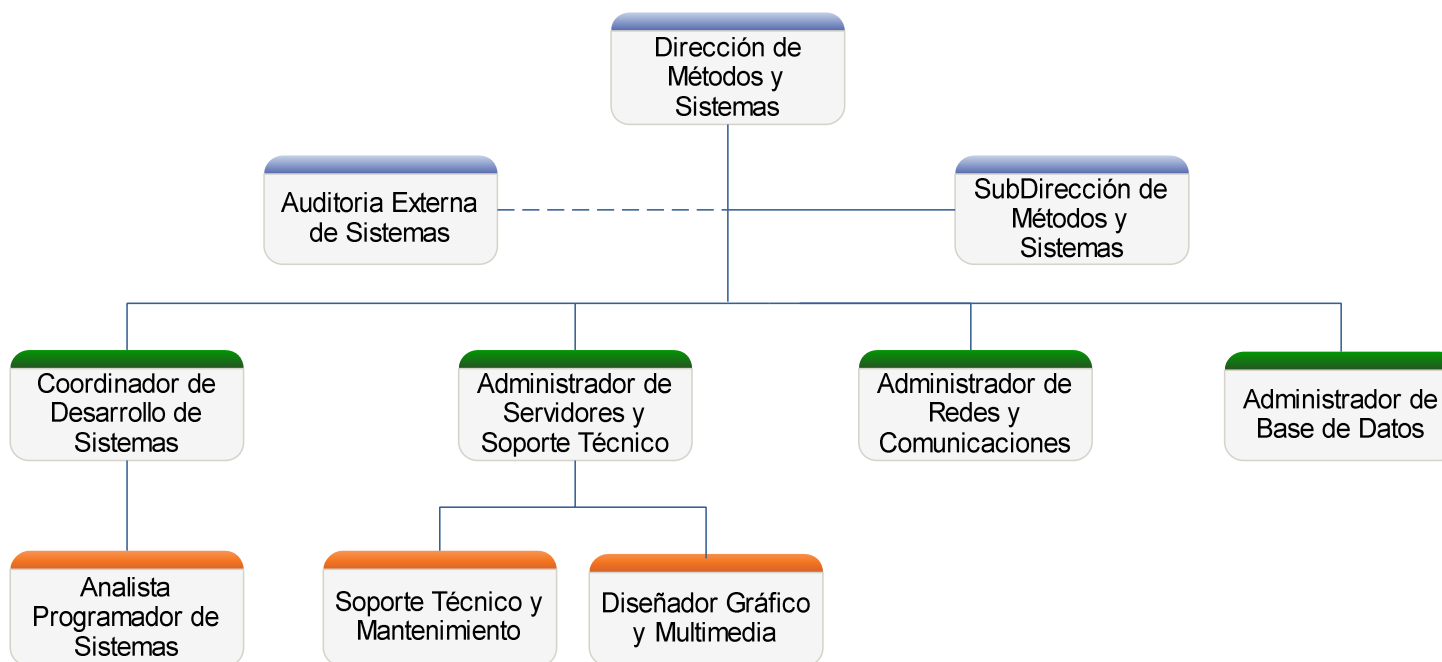 Dirección de
Métodos y
Sistemas
Auditoria Externa
de Sistemas
SubDirección de
Métodos y
Sistemas
Coordinador de
Desarrollo de
Sistemas
Administrador de
Servidores y
Soporte Técnico
Administrador de
Redes y
Comunicaciones
Administrador de
Base de Datos
Analista
Programador de
Sistemas
Soporte Técnico y
Mantenimiento
Diseñador Gráfico
y Multimedia